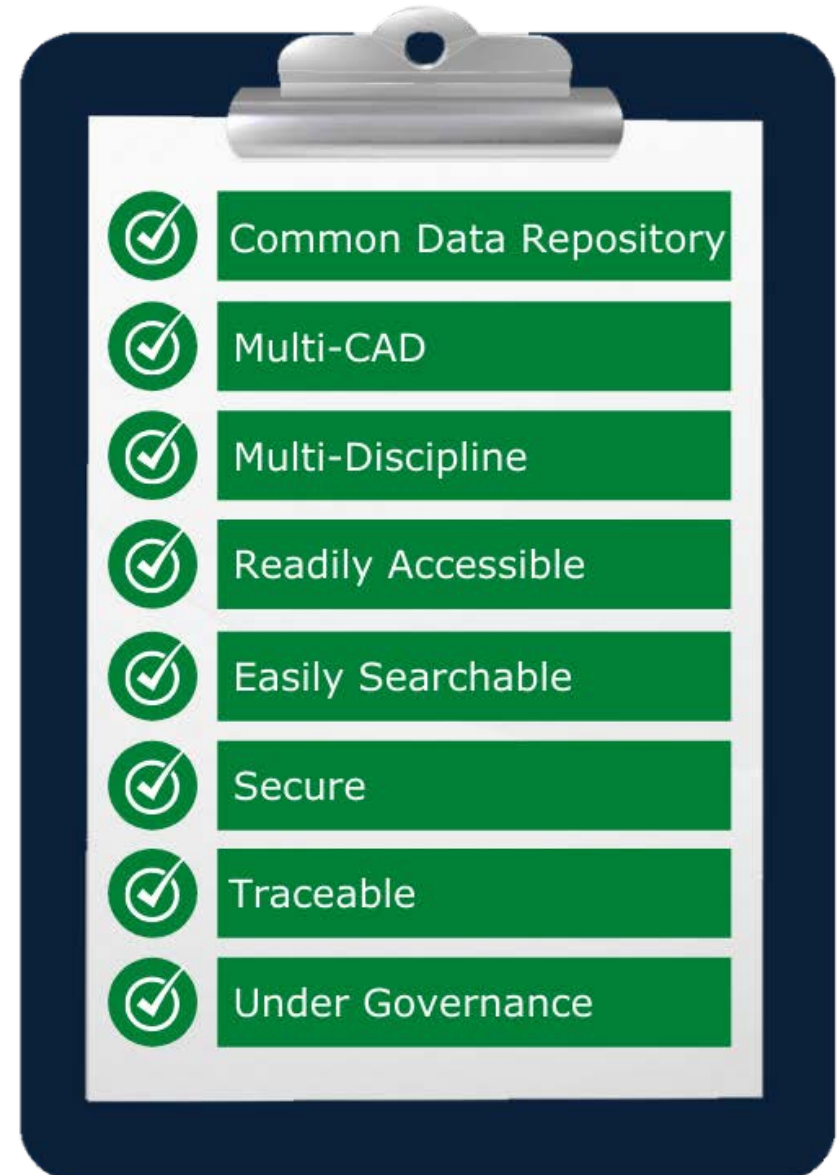 Common Data Repository
Multi-CAD
Multi-Discipline
Readily Accessible
Easily Searchable
Secure
Traceable
Under Governance